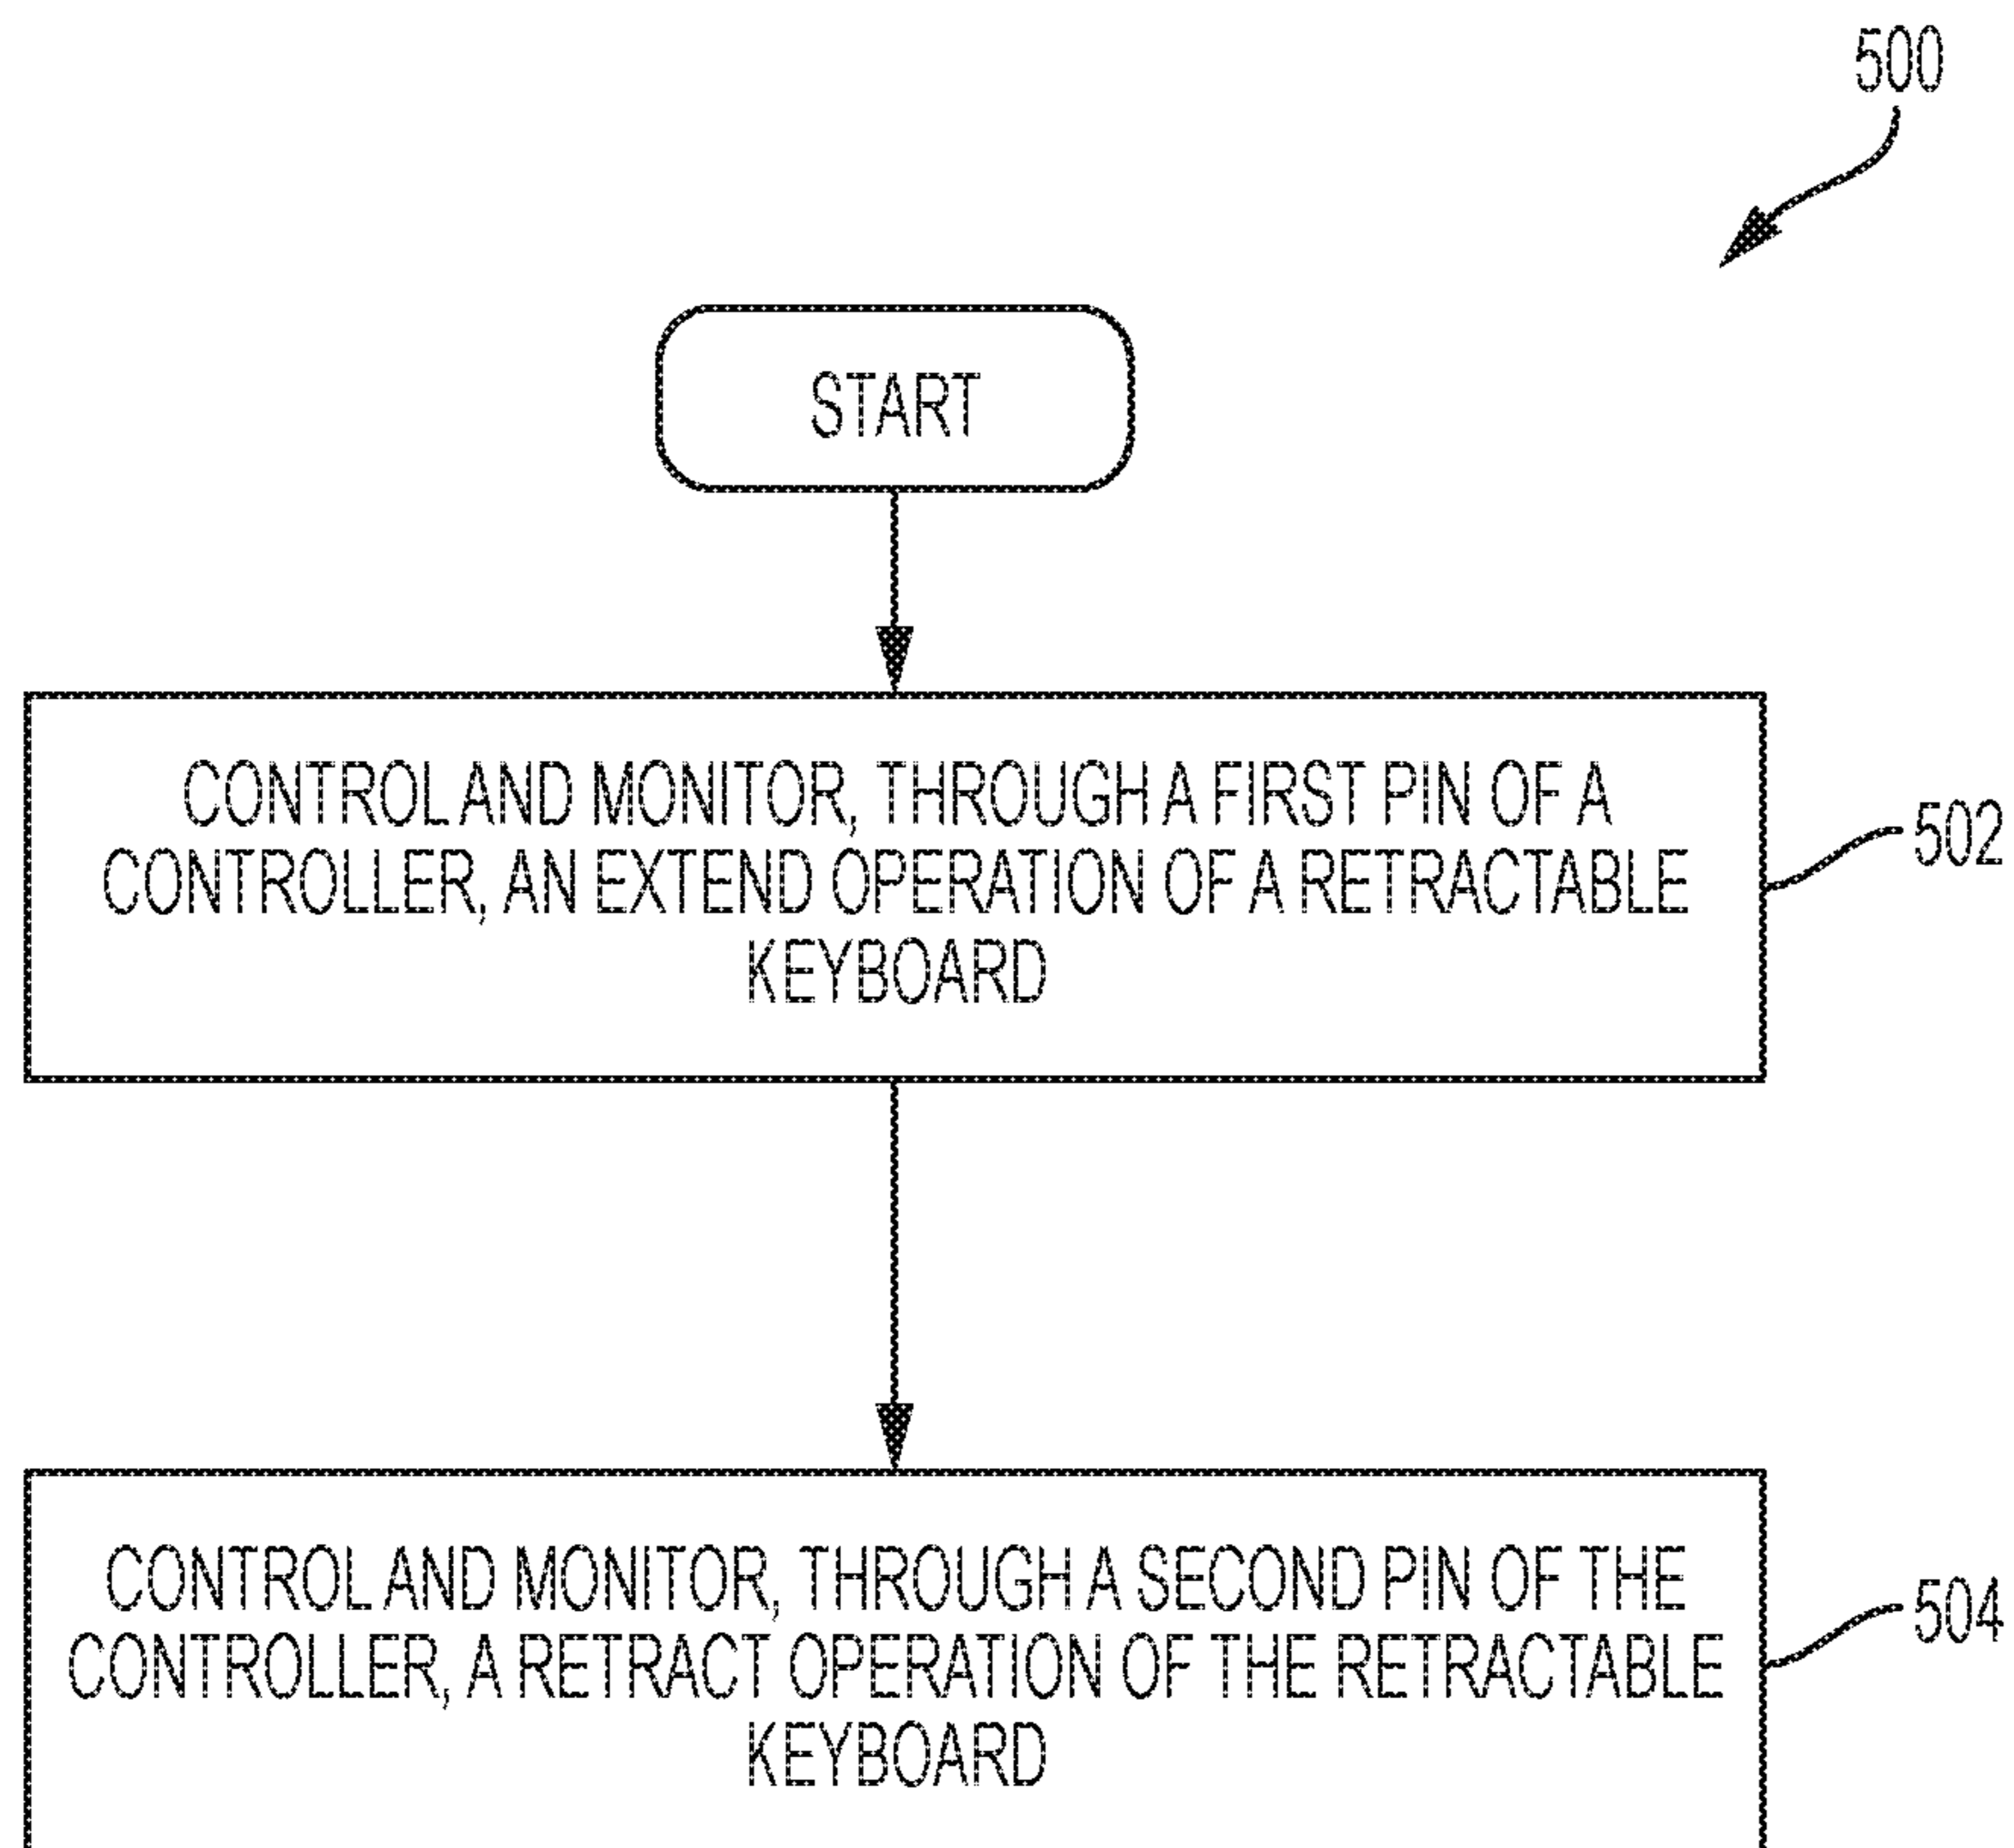 500
START
CONTROL AND MONITOR, THROUGH A FIRST PIN OF A
CONTROLLER, AN EXTEND OPERATION OF A RETRACTABLE
KEYBOARD
502
CONTROL AND MONITOR, THROUGH A SECOND PIN OF THE
CONTROLLER, A RETRACT OPERATION OF THE RETRACTABLE
KEYBOARD
504